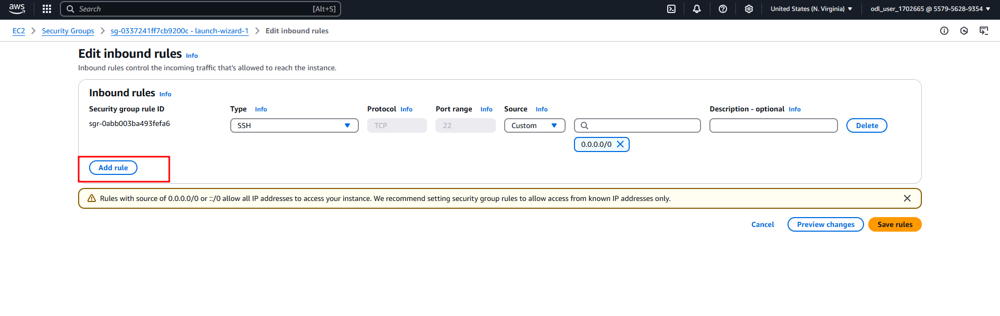 aws Search [Alt+S] United States (N. Virginia) odl_user_1702665 @ 5579-5628-9354
EC2 Security Groups sg-0337241ff7cb9200c - launch-wizard-1 Edit inbound rules
Edit inbound rules Info
Inbound rules control the incoming traffic that's allowed to reach the instance.
Inbound rules Info
Security group rule ID Type Info Protocol Info Port range Info Source Info Description - optional Info
sgr-0abb003ba493fefa6 SSH TCP 22 Custom Delete
0.0.0.0/0
Add rule
Rules with source of 0.0.0.0/0 or ::/0 allow all IP addresses to access your instance. We recommend setting security group rules to allow access from known IP addresses only.
Cancel Preview changes Save rules